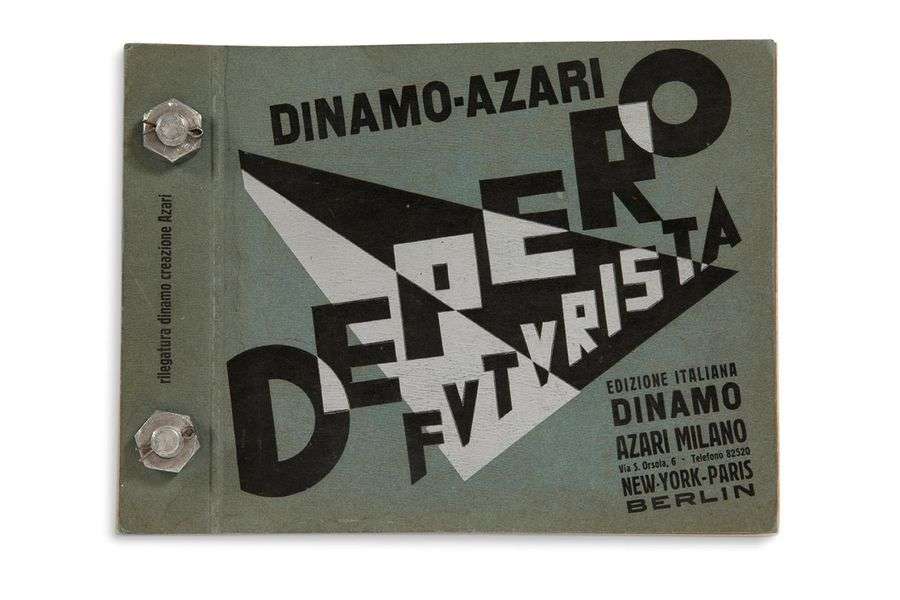 DINAMO-AZARI
DEPERO
FVTVRISTA
rilegatura dinamo creazione Azari
EDIZIONE ITALIANA
DINAMO
AZARI MILANO
Via S. Orsola, 6 - Telefono 82520
NEW-YORK-PARIS
BERLIN